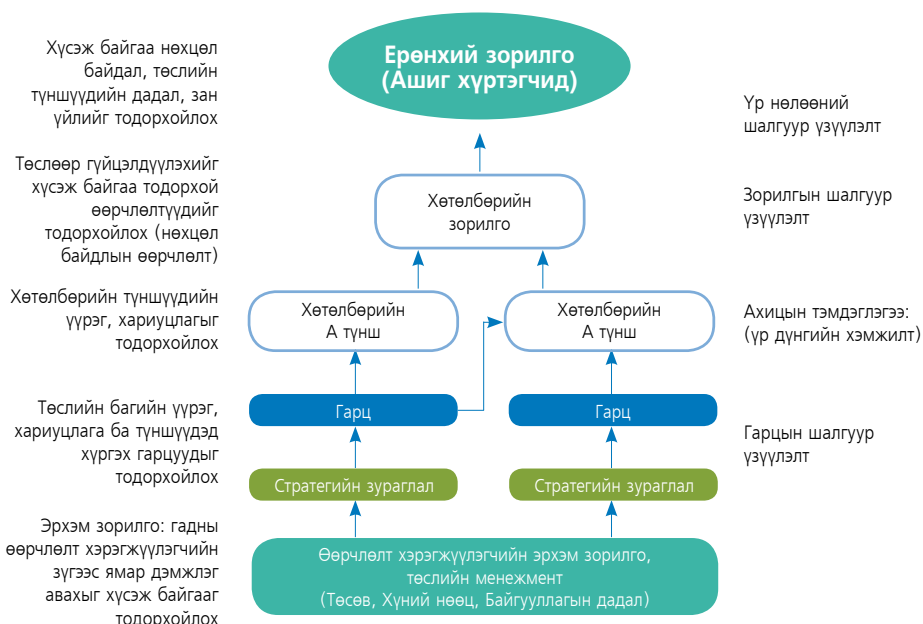 Хүсэж байгаа нөхцөл
байдал, төслийн
түншүүдийн дадал, зан
үйлийг тодорхойлох
Ерөнхий зорилго
(Ашиг хүртэгчид)
Үр нөлөөний
шалгуур үзүүлэлт
Төслөөр гүйцэлдүүлэхийг
хүсэж байгаа тодорхой
өөрчлөлтүүдийг
тодорхойлох (нөхцөл
байдлын өөрчлөлт)
Хөтөлбөрийн
зорилго
Зорилгын шалгуур
үзүүлэлт
Хөтөлбөрийн түншүүдийн
үүрэг, хариуцлагыг
тодорхойлох
Хөтөлбөрийн
А түнш
Хөтөлбөрийн
А түнш
Ахицын тэмдэглэгээ:
(үр дүнгийн хэмжилт)
Төслийн багийн үүрэг,
хариуцлага ба түншүүдэд
хүргэх гарцуудыг
тодорхойлох
Гарц
Гарц
Гарцын шалгуур
үзүүлэлт
Стратегийн зураглал
Стратегийн зураглал
Эрхэм зорилго: гадны
өөрчлөлт хэрэгжүүлэгчийн
зүгээс ямар дэмжлэг
авахыг хүсэж байгааг
тодорхойлох
Өөрчлөлт хэрэгжүүлэгчийн эрхэм зорилго,
төслийн менежмент
(Төсөв, Хүний нөөц, Байгууллагын дадал)